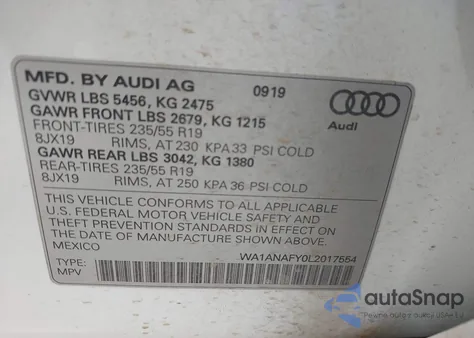 MFD. BY AUDI AG 0919
GVWR LBS 5456, KG 2475
GAWR FRONT LBS 2679, KG 1215
FRONT-TIRES 235/55 R19
8JX19 RIMS, AT 230 KPA 33 PSI COLD
GAWR REAR LBS 3042, KG 1380
REAR-TIRES 235/55 R19
8JX19 RIMS, AT 250 KPA 36 PSI COLD
Audi
THIS VEHICLE CONFORMS TO ALL APPLICABLE
U.S. FEDERAL MOTOR VEHICLE SAFETY AND
THEFT PREVENTION STANDARDS IN EFFECT ON
THE DATE OF MANUFACTURE SHOWN ABOVE.
MEXICO
TYPE: WA1ANAFY0L2017554
MPV
autoSnap